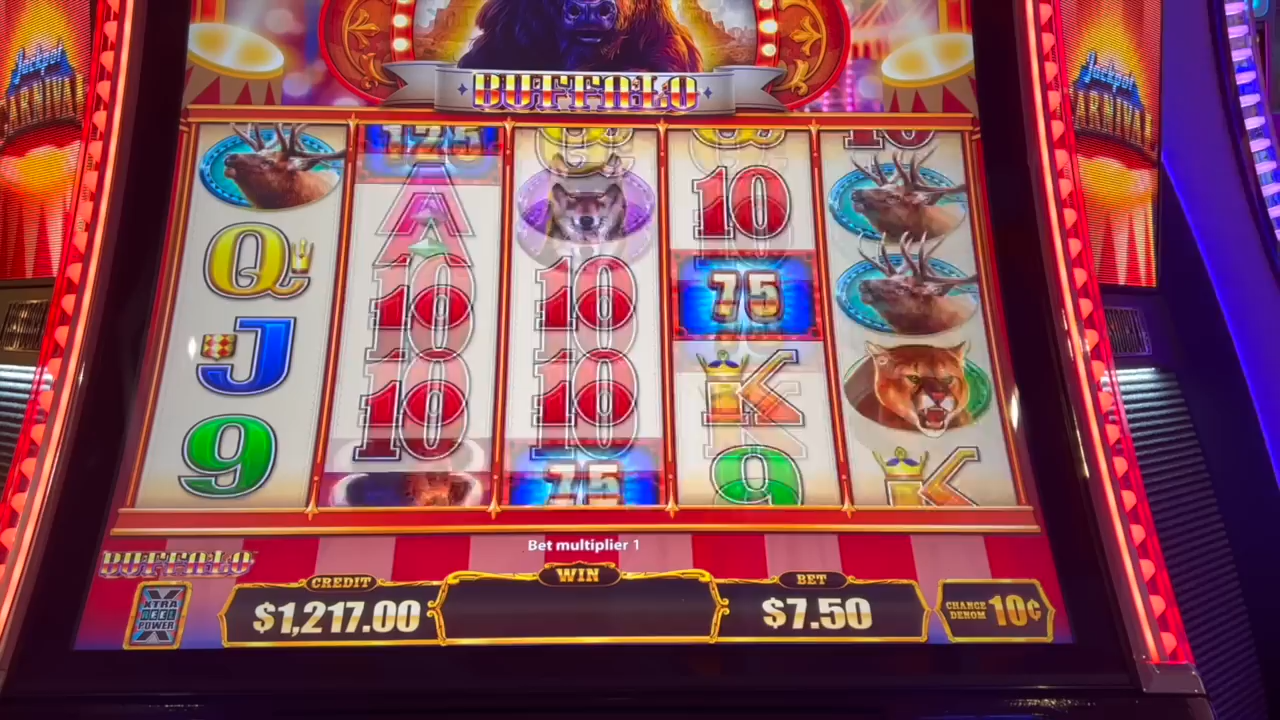 Jackpot
CARNIVAL
Jackpot
CARNIVAL
BUFFALO
125
10
A
10
Q
10
10
75
J
10
10
K
9
75
9
K
Bet multiplier 1
BUFFALO
XTRA
REEL
POWER
X
CREDIT
$1,217.00
WIN
BET
$7.50
CHANGE
DENOM
10¢